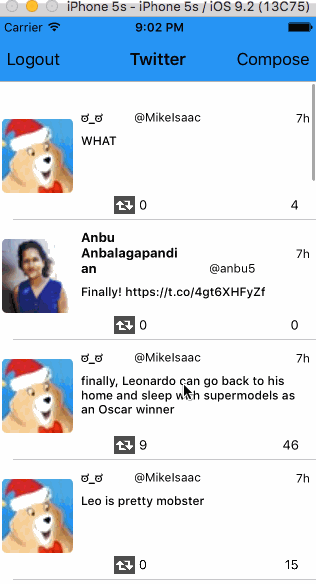 iPhone 5s - iPhone 5s / iOS 9.2 (13C75)
Carrier 9:02 PM
Logout Twitter Compose
ಠ_ಠ @MikeIsaac 7h
WHAT
0 4
Anbu
Anbalagapandi
an @anbu5 7h
Finally! https://t.co/4gt6XHFyZf
0 0
ಠ_ಠ @MikeIsaac 7h
finally, Leonardo can go back to his
home and sleep with supermodels as
an Oscar winner
9 46
ಠ_ಠ @MikeIsaac 7h
Leo is pretty mobster
0 15